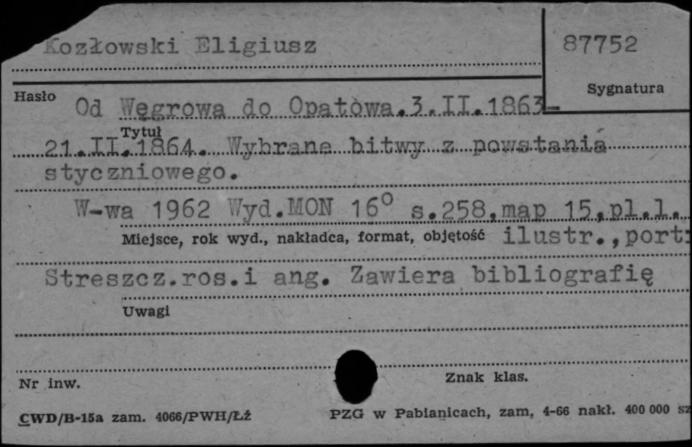 Kozłowski Eligiusz
87752
Sygnatura
Hasło
Od Węgrowa do Opatowa.3.II.1863-
Tytuł
21.II.1864. Wybrane bitwy z powstania
styczniowego.
W-wa 1962 Wyd.MON 16° s.258,map 15,pl.1.
Miejsce, rok wyd., nakładca, format, objętość
ilustr.,port.
Streszcz.ros.i ang. Zawiera bibliografię
Uwagi
Nr inw.
Znak klas.
CWD/B-15a zam. 4066/PWH/Łź
PZG w Pabianicach, zam, 4-66 nakł. 400 000 sz